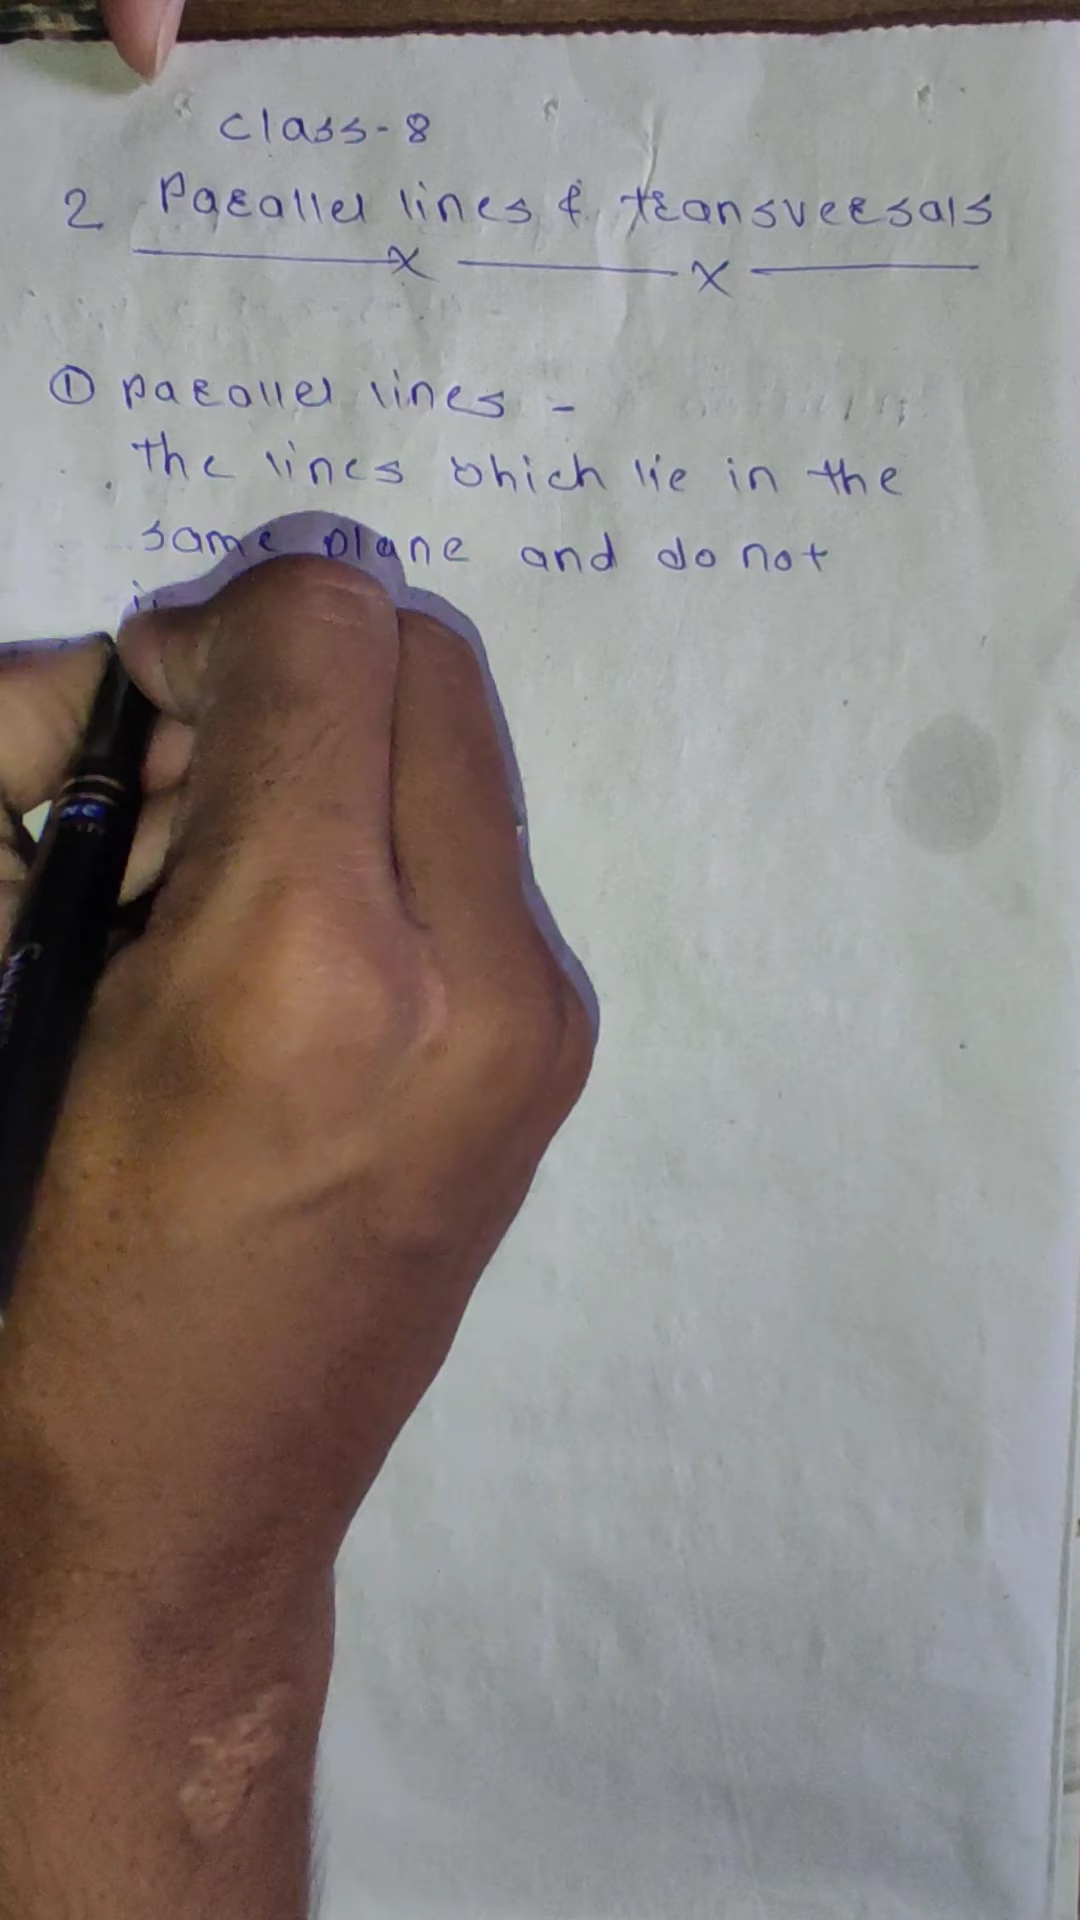 Class-8
2 Parallel lines & transversals
① parallel lines -
The lines which lie in the
same plane and do not